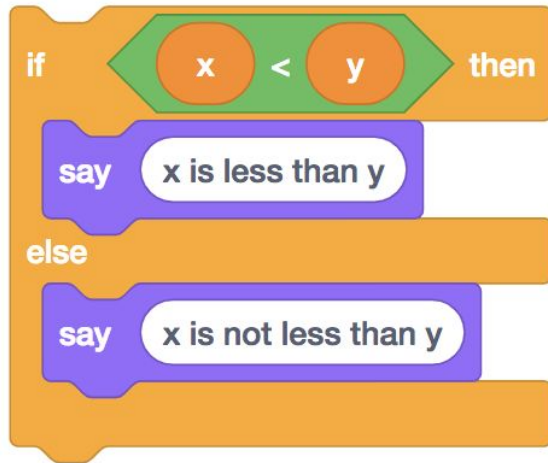 if x < y then
say x is less than y
else
say x is not less than y